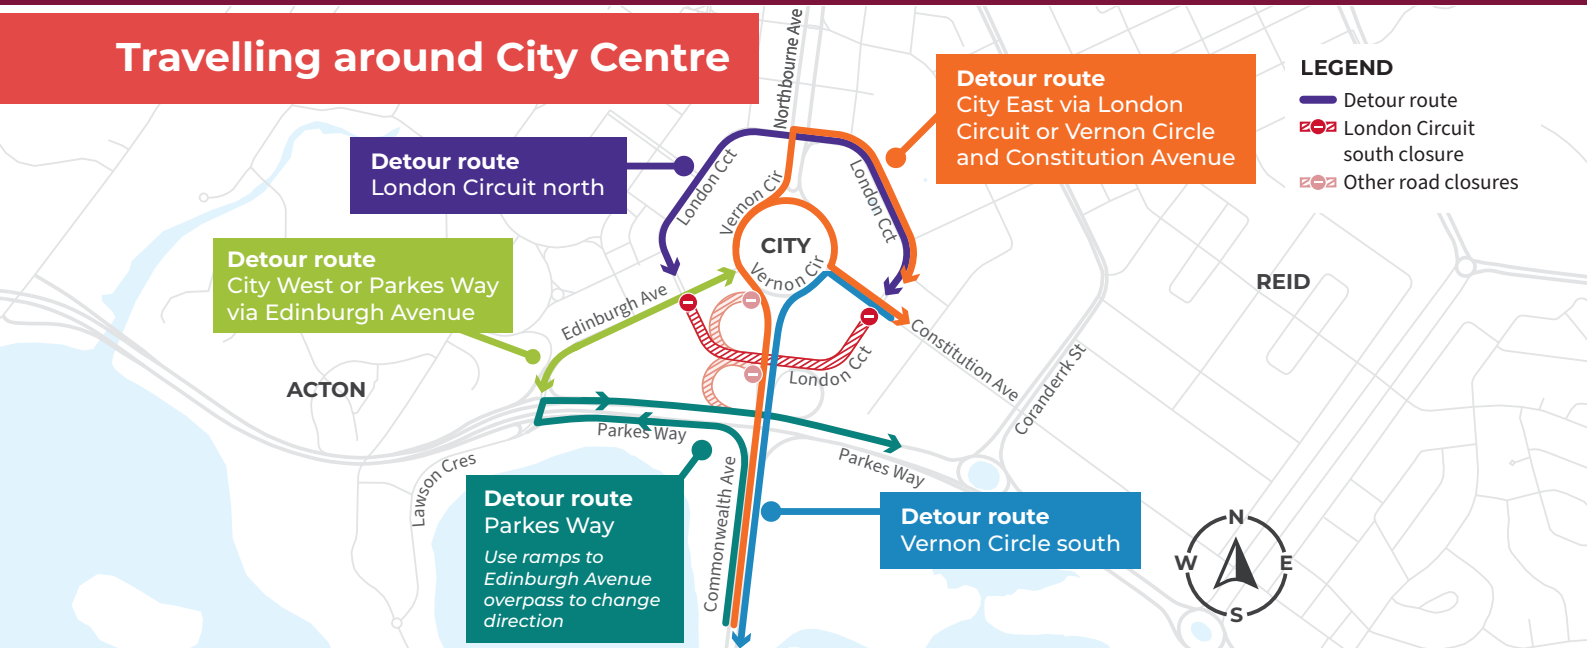 Travelling around City Centre
Northbourne Ave
Detour route
City East via London
Circuit or Vernon Circle
and Constitution Avenue
LEGEND
Detour route
London Circuit
south closure
Other road closures
Detour route
London Circuit north
London Cct
Vernon Cir
London Cct
CITY
Vernon Cir
REID
Detour route
City West or Parkes Way
via Edinburgh Avenue
Edinburgh Ave
Constitution Ave
London Cct
Coranderrk St
ACTON
Parkes Way
Parkes Way
Lawson Cres
Commonwealth Ave
Detour route
Parkes Way
Use ramps to
Edinburgh Avenue
overpass to change
direction
Detour route
Vernon Circle south
N
W
E
S